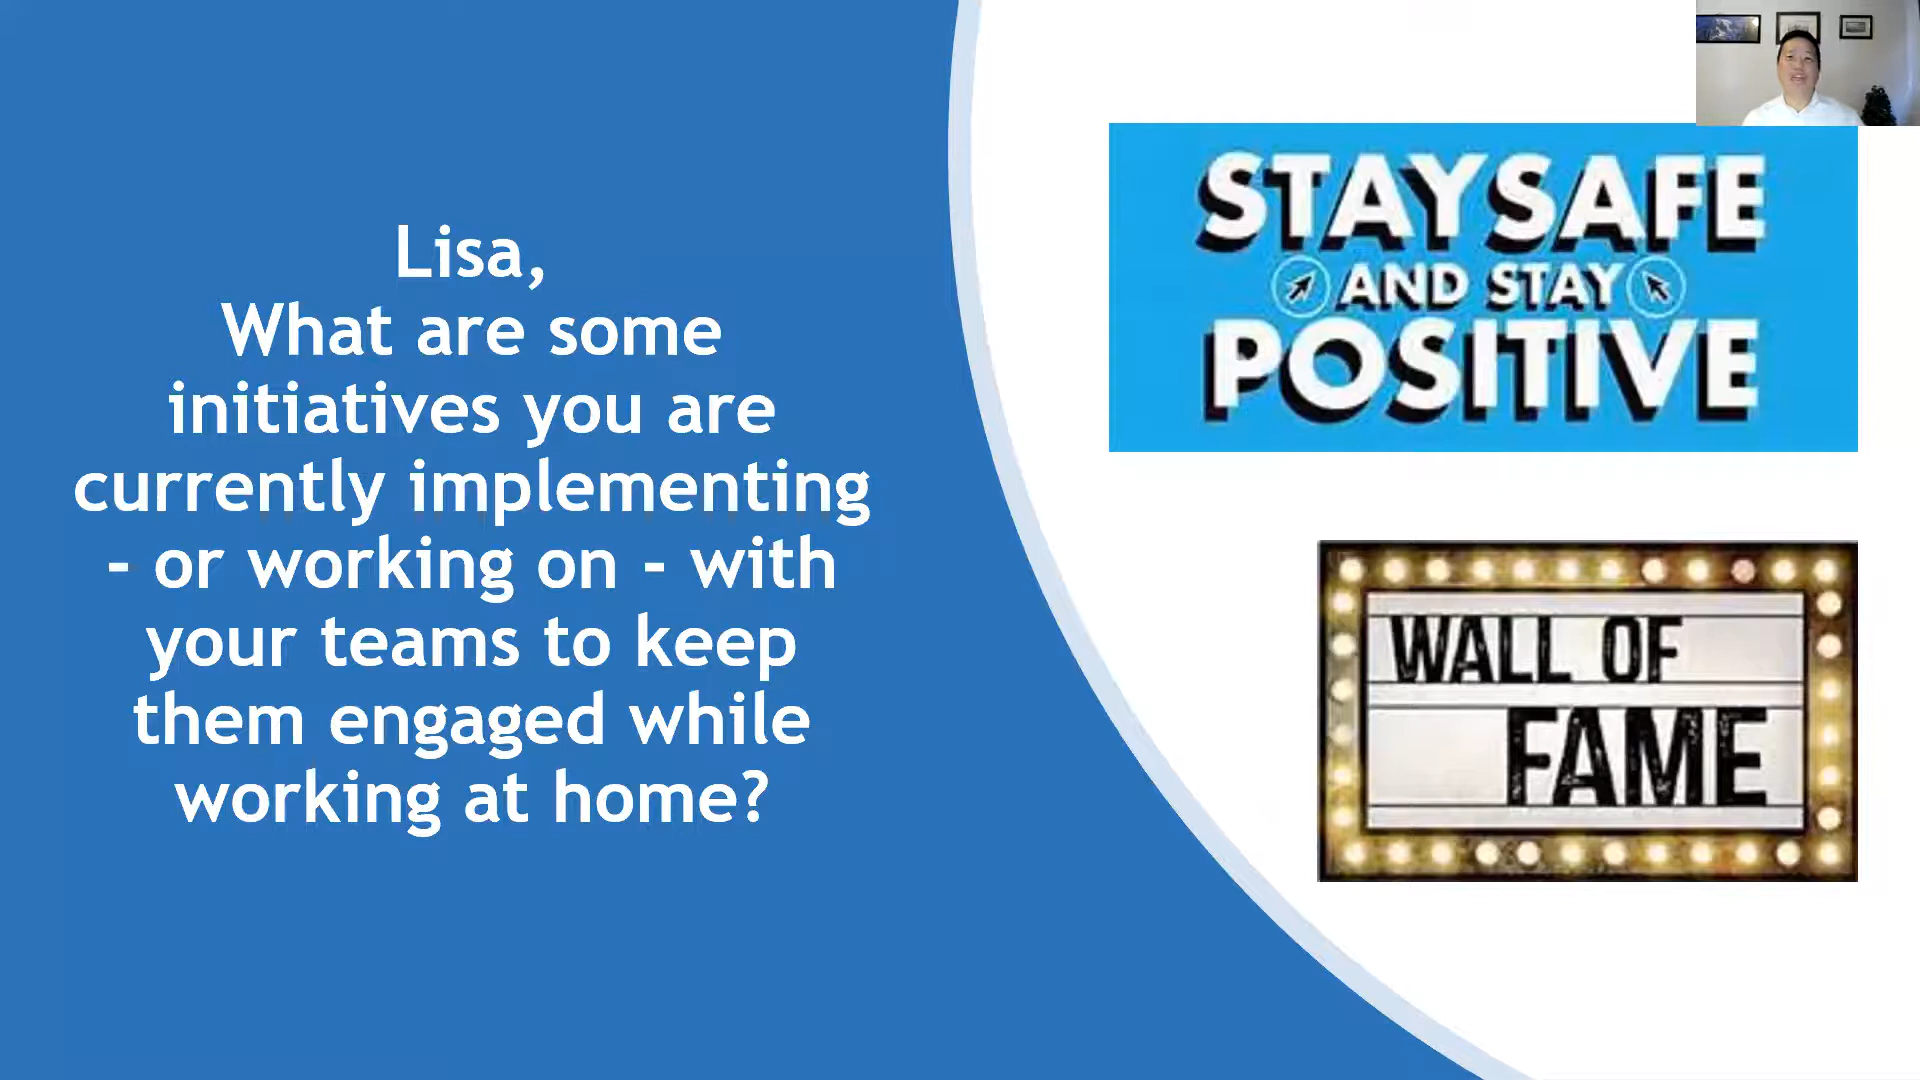 Lisa,
What are some
initiatives you are
currently implementing
- or working on - with
your teams to keep
them engaged while
working at home?
STAY SAFE
AND STAY
POSITIVE
WALL OF
FAME